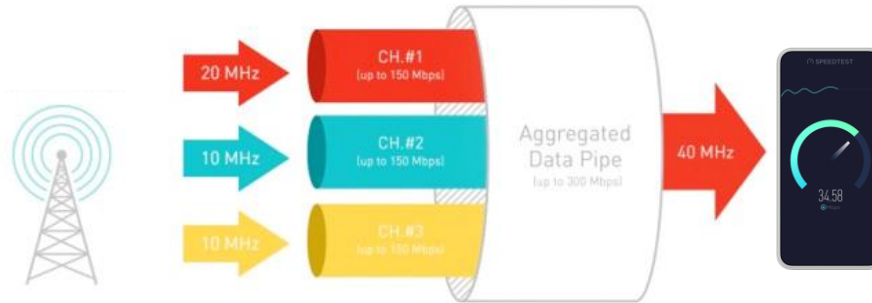 20 MHz
CH.#1
(up to 150 Mbps)
10 MHz
CH.#2
(up to 150 Mbps)
10 MHz
CH.#3
(up to 150 Mbps)
Aggregated
Data Pipe
(up to 300 Mbps)
40 MHz
SPEEDTEST
34.58
Mbps